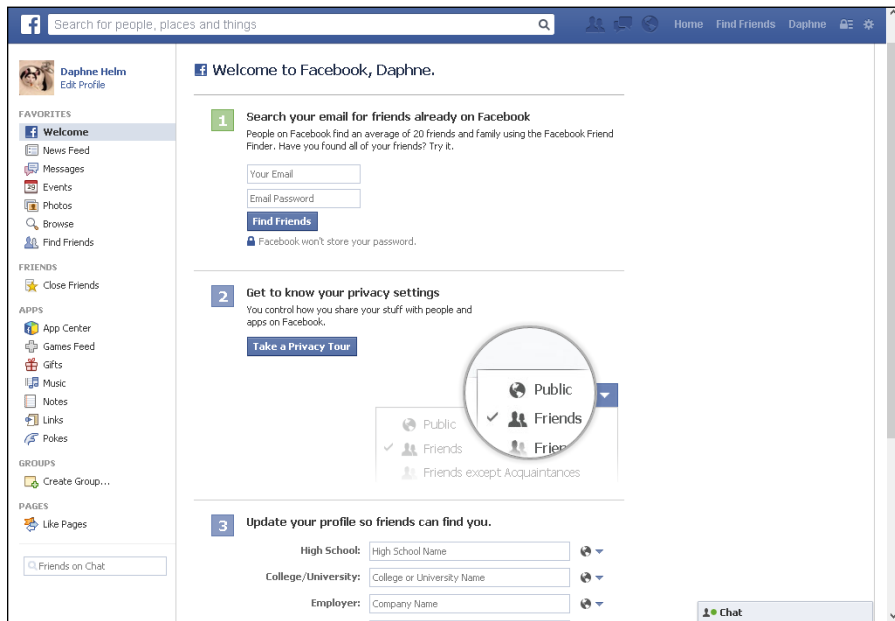 Search for people, places and things
Home Find Friends Daphne
Daphne Helm
Edit Profile
FAVORITES
Welcome
News Feed
Messages
29 Events
Photos
Browse
Find Friends
FRIENDS
Close Friends
APPS
App Center
Games Feed
Gifts
Music
Notes
Links
Pokes
GROUPS
Create Group...
PAGES
Like Pages
Friends on Chat
Welcome to Facebook, Daphne.
1 Search your email for friends already on Facebook
People on Facebook find an average of 20 friends and family using the Facebook Friend
Finder. Have you found all of your friends? Try it.
Your Email
Email Password
Find Friends
Facebook won't store your password.
2 Get to know your privacy settings
You control how you share your stuff with people and
apps on Facebook.
Take a Privacy Tour
Public
Friends
Frien
Public
Friends
Friends except Acquaintances
3 Update your profile so friends can find you.
High School: High School Name
College/University: College or University Name
Employer: Company Name
Chat